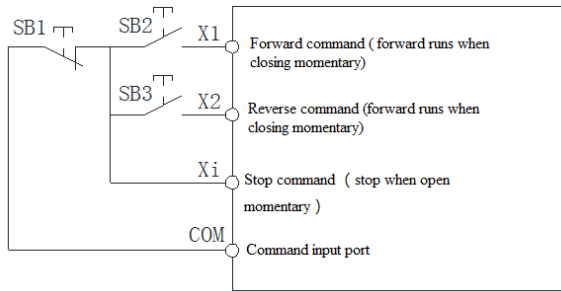 SB1
SB2
X1
Forward command ( forward runs when
closing momentary)
SB3
X2
Reverse command (forward runs when
closing momentary)
Xi
Stop command ( stop when open
momentary )
COM
Command input port